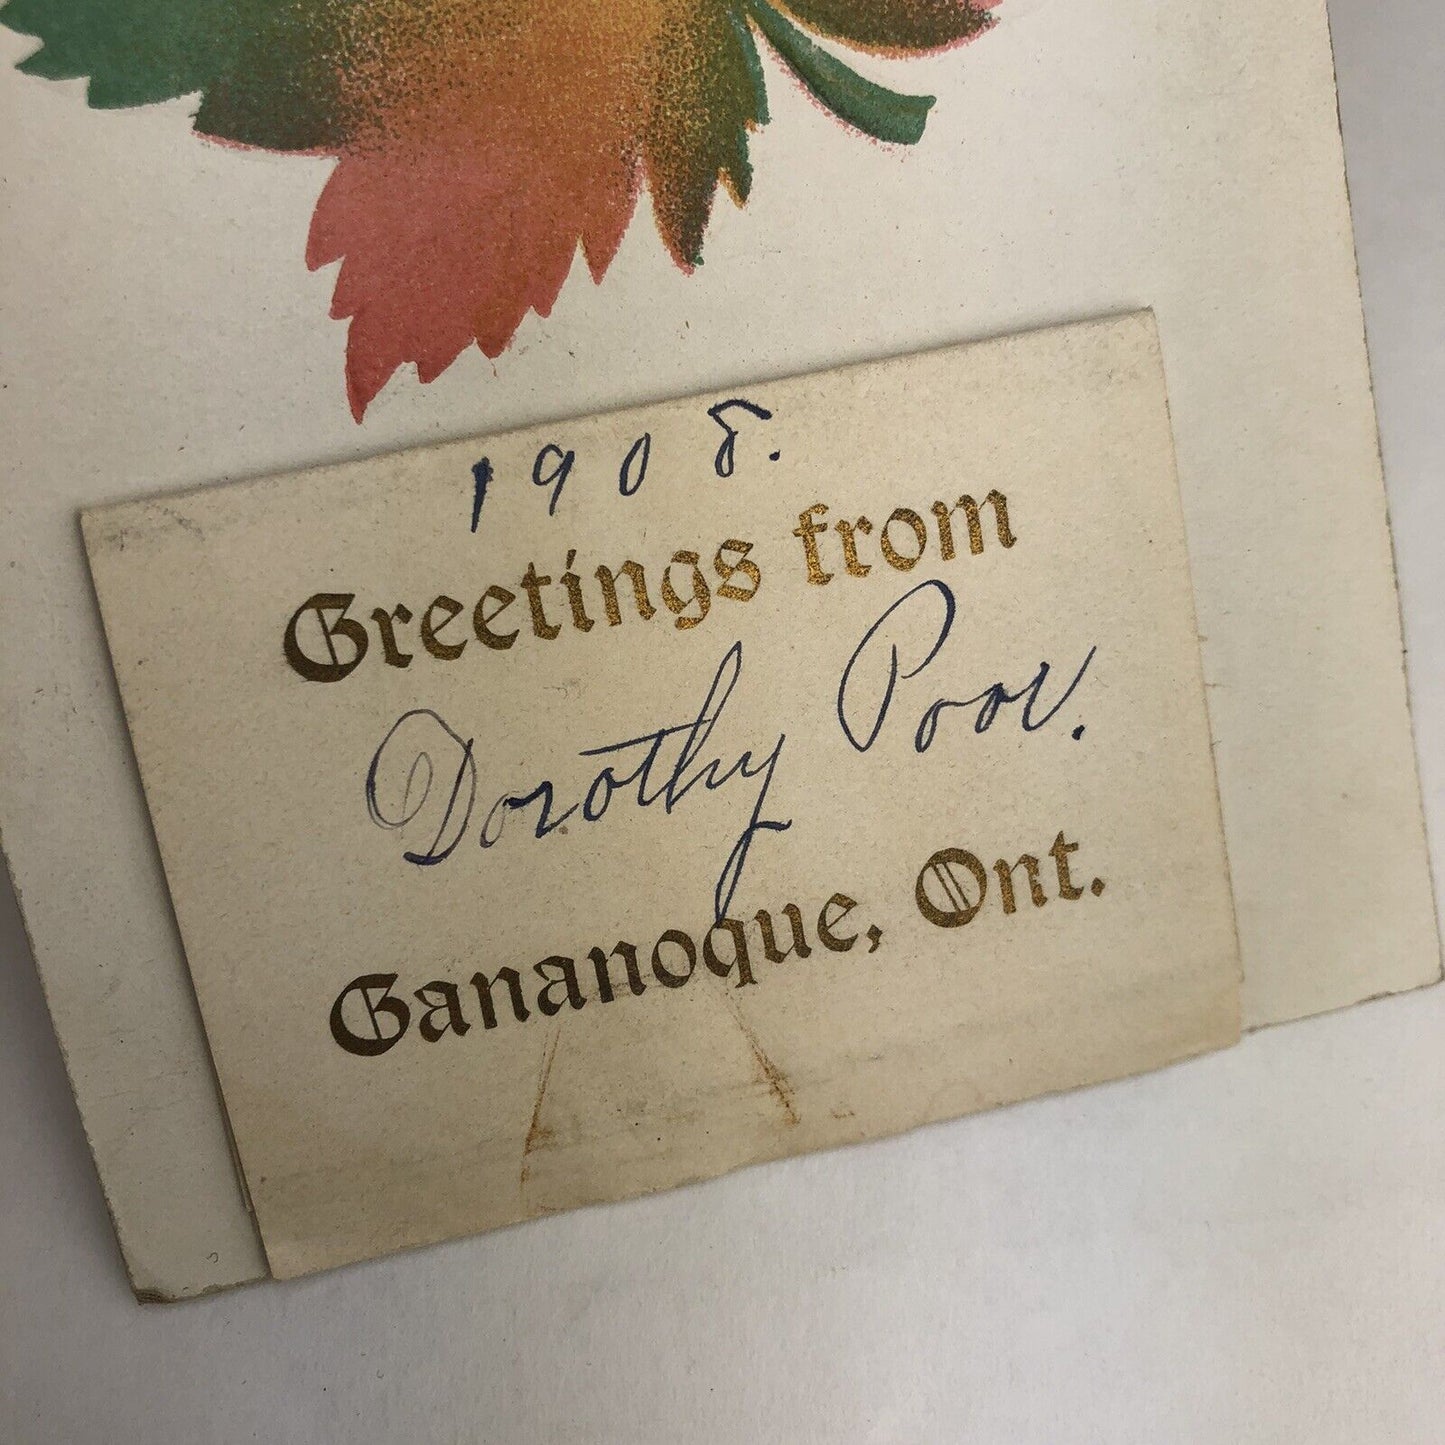 1908.
Greetings from
Dorothy Poor.
Gananoque, Ont.